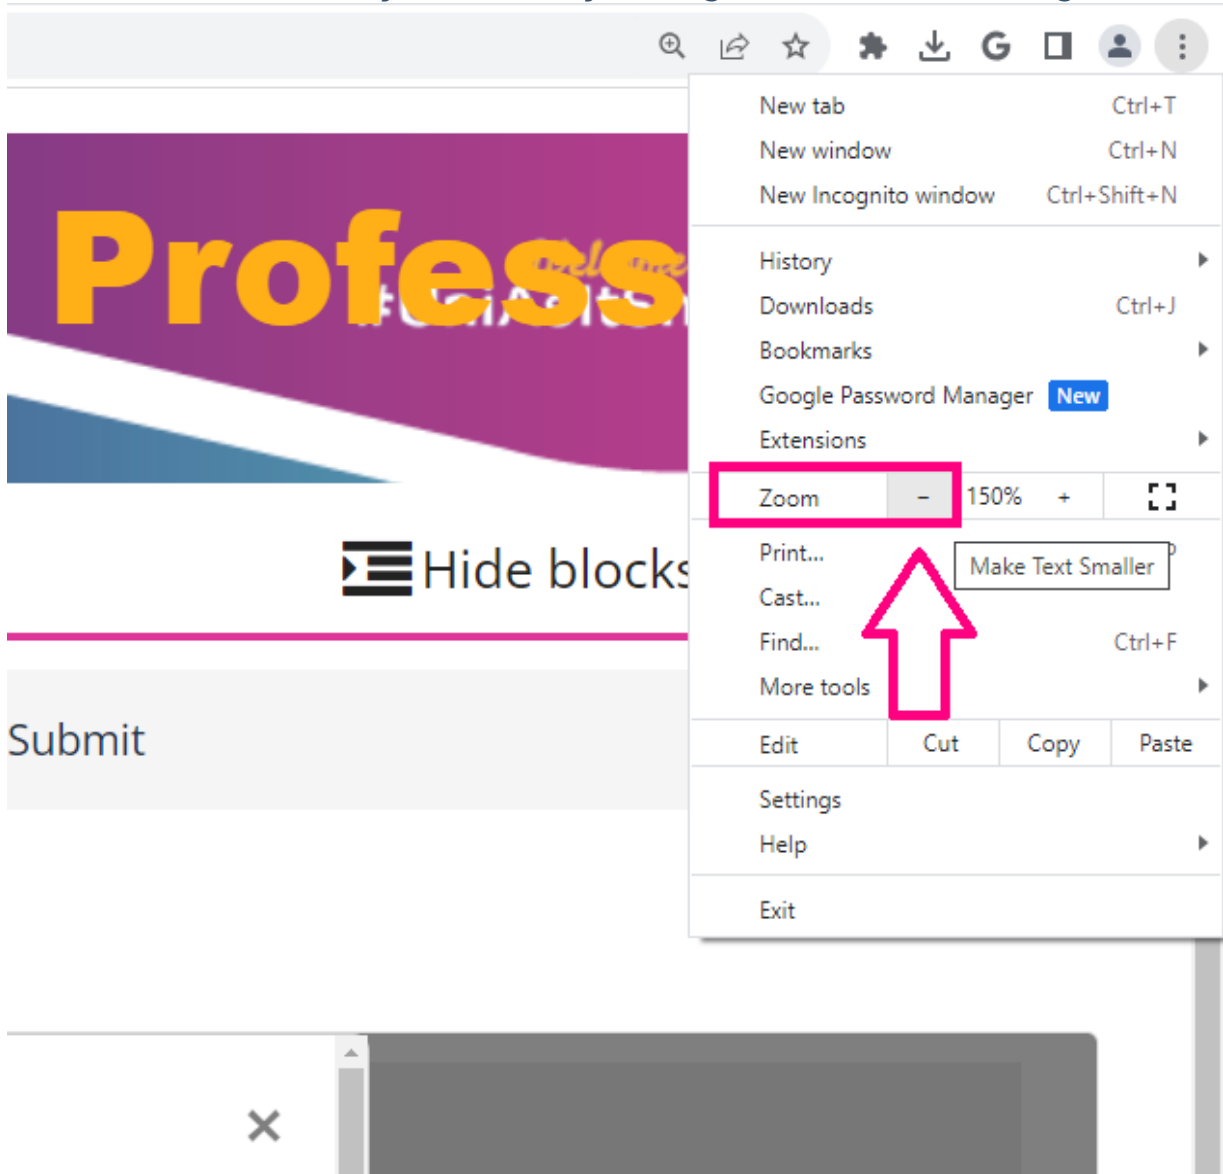 New tab Ctrl+T
New window Ctrl+N
New Incognito window Ctrl+Shift+N
History
Downloads Ctrl+J
Bookmarks
Google Password Manager New
Extensions
Zoom - 150% +
Print...
Make Text Smaller
Cast...
Find... Ctrl+F
More tools
Edit Cut Copy Paste
Settings
Help
Exit
Profess
Hide blocks
Submit